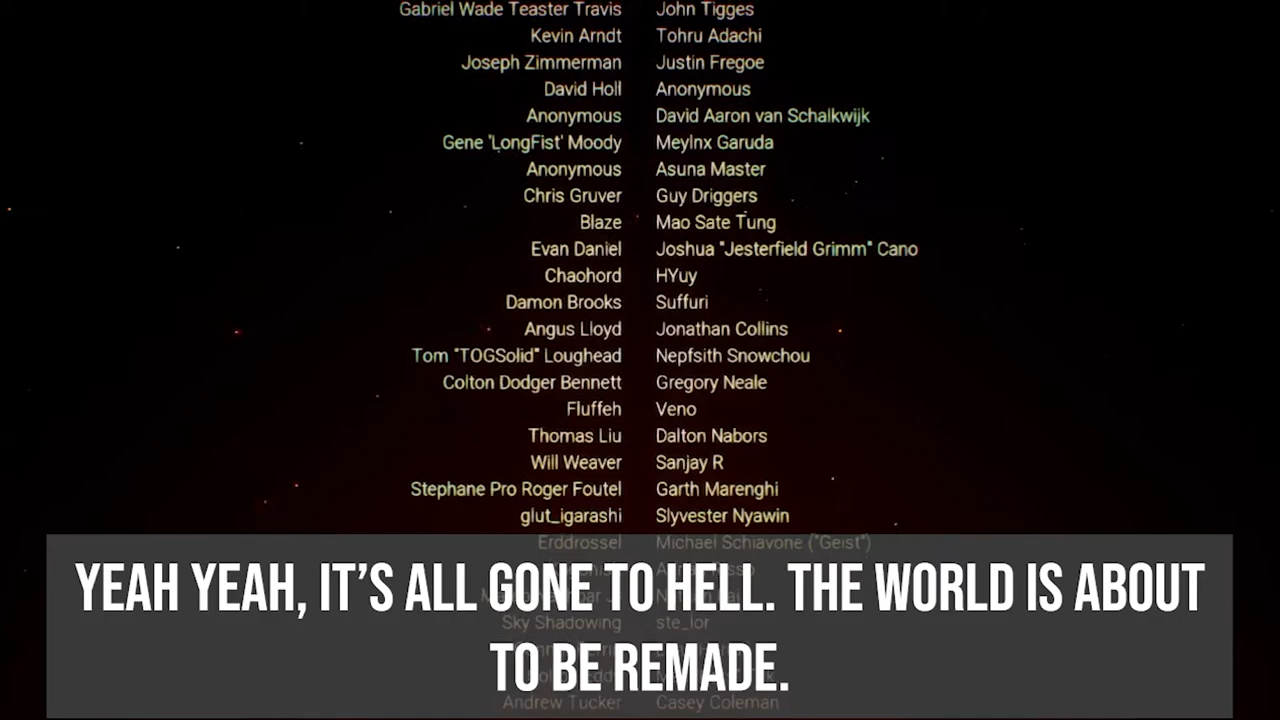 Gabriel Wade Teaster Travis John Tigges
Kevin Arndt Tohru Adachi
Joseph Zimmerman Justin Fregoe
David Holl Anonymous
Anonymous David Aaron van Schalkwijk
Gene 'LongFist' Moody Meylnx Garuda
Anonymous Asuna Master
Chris Gruver Guy Driggers
Blaze Mao Sate Tung
Evan Daniel Joshua "Jesterfield Grimm" Cano
Chaohord HYuy
Damon Brooks Suffuri
Angus Lloyd Jonathan Collins
Tom "TOGSolid" Loughead Nepfsith Snowchou
Colton Dodger Bennett Gregory Neale
Fluffeh Veno
Thomas Liu Dalton Nabors
Will Weaver Sanjay R
Stephane Pro Roger Foutel Garth Marenghi
glut_igarashi Slyvester Nyawin
Erddrossel Michael Schiavone ("Geist")
YEAH YEAH, IT'S ALL GONE TO HELL. THE WORLD IS ABOUT
Sky Shadowing ste_lor
TO BE REMADE.
Andrew Tucker Casey Coleman